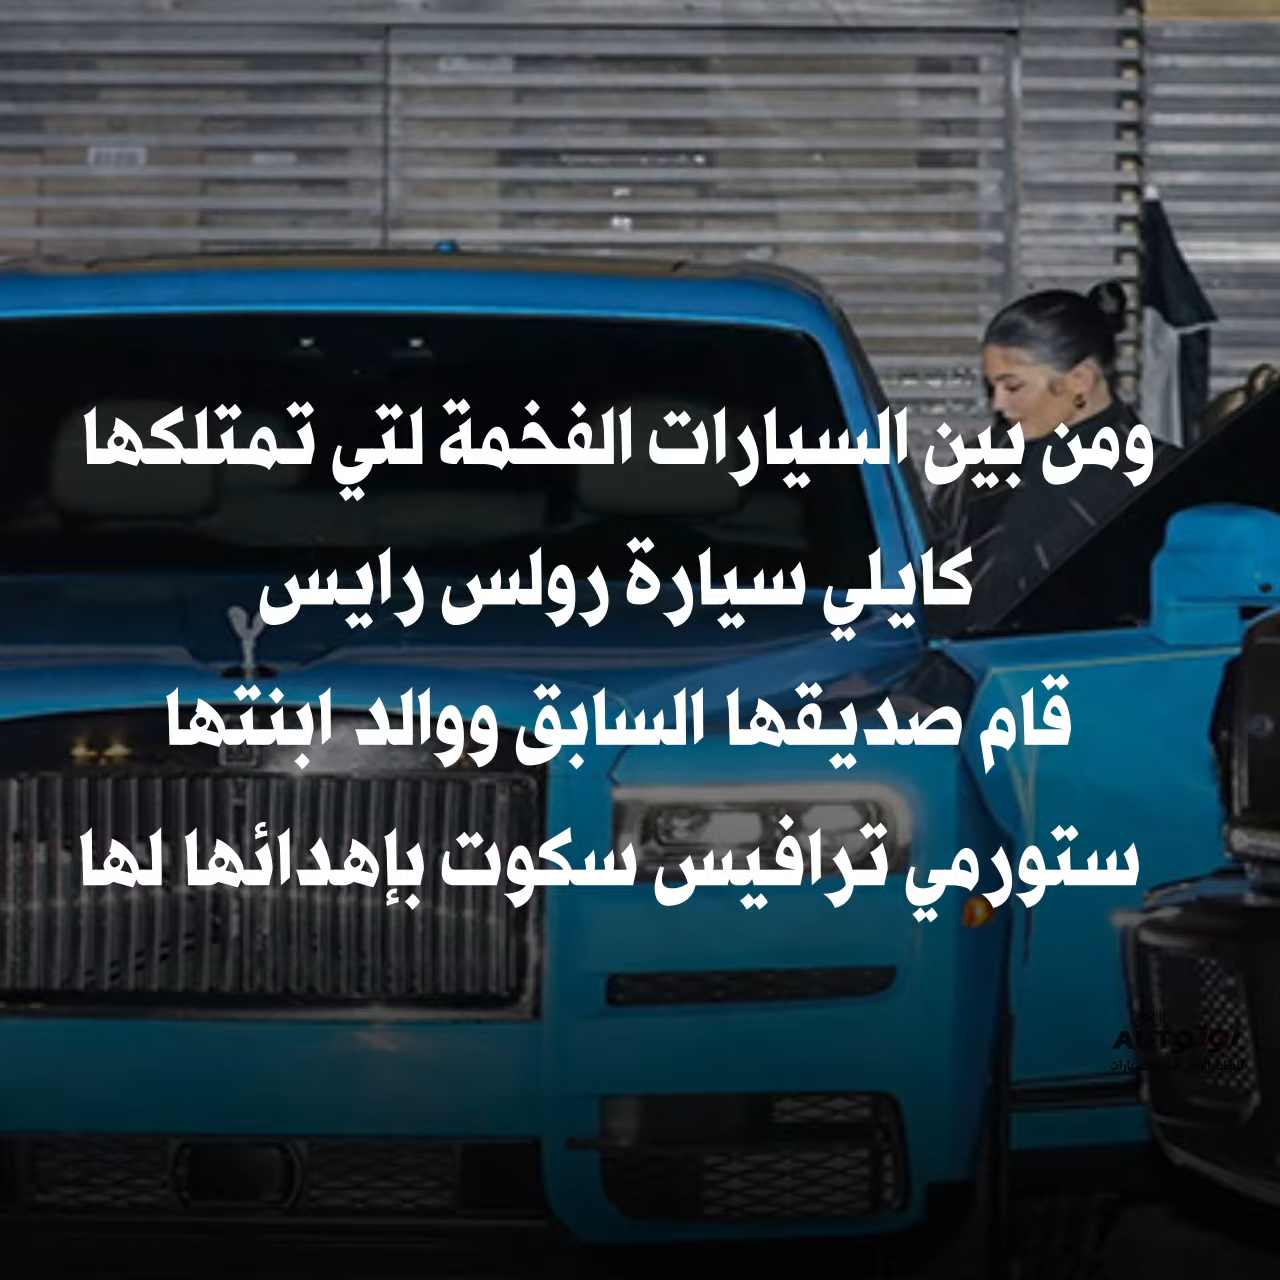 ومن بين السيارات الفخمة لتي تمتلكها
كايلي سيارة رولس رايس
قام صديقها السابق ووالد ابنتها
ستورمي ترافيس سكوت بإهدائها لها